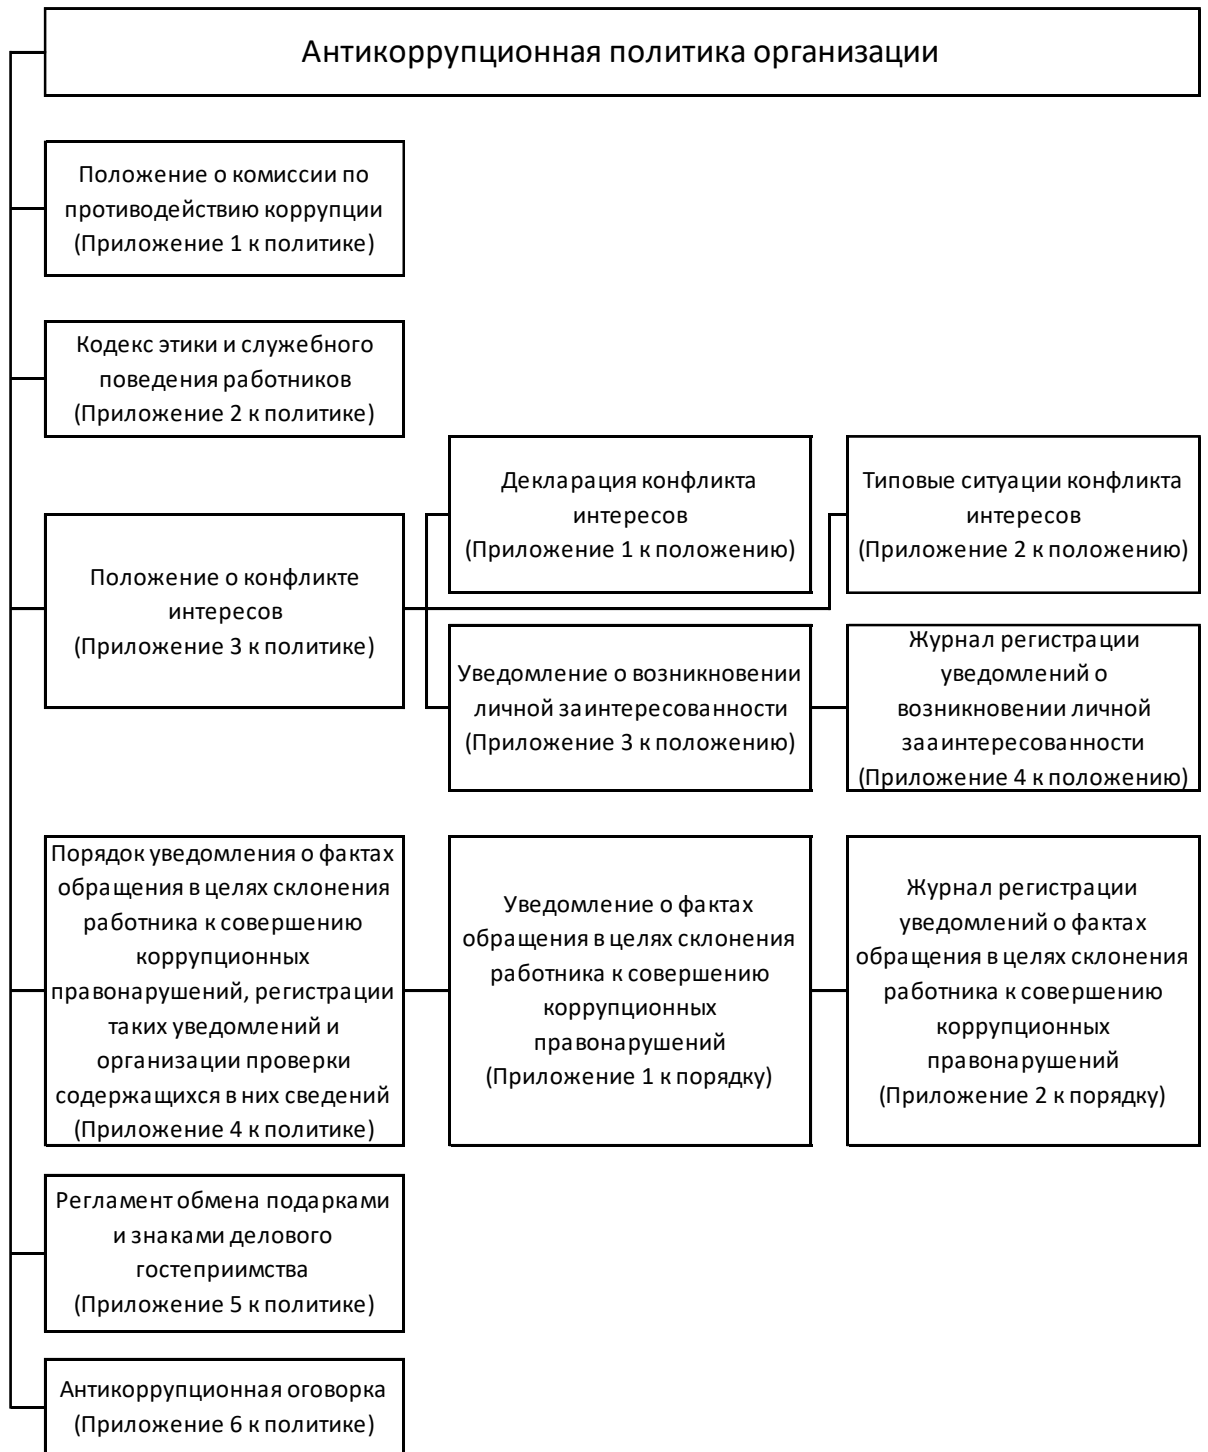 Антикоррупционная политика организации
Положение о комиссии по
противодействию коррупции
(Приложение 1 к политике)
Кодекс этики и служебного
поведения работников
(Приложение 2 к политике)
Положение о конфликте
интересов
(Приложение 3 к политике)
Декларация конфликта
интересов
(Приложение 1 к положению)
Типовые ситуации конфликта
интересов
(Приложение 2 к положению)
Уведомление о возникновении
личной заинтересованности
(Приложение 3 к положению)
Журнал регистрации
уведомлений о
возникновении личной
зааинтересованности
(Приложение 4 к положению)
Порядок уведомления о фактах
обращения в целях склонения
работника к совершению
коррупционных
правонарушений, регистрации
таких уведомлений и
организации проверки
содержащихся в них сведений
(Приложение 4 к политике)
Уведомление о фактах
обращения в целях склонения
работника к совершению
коррупционных
правонарушений
(Приложение 1 к порядку)
Журнал регистрации
уведомлений о фактах
обращения в целях склонения
работника к совершению
коррупционных
правонарушений
(Приложение 2 к порядку)
Регламент обмена подарками
и знаками делового
гостеприимства
(Приложение 5 к политике)
Антикоррупционная оговорка
(Приложение 6 к политике)